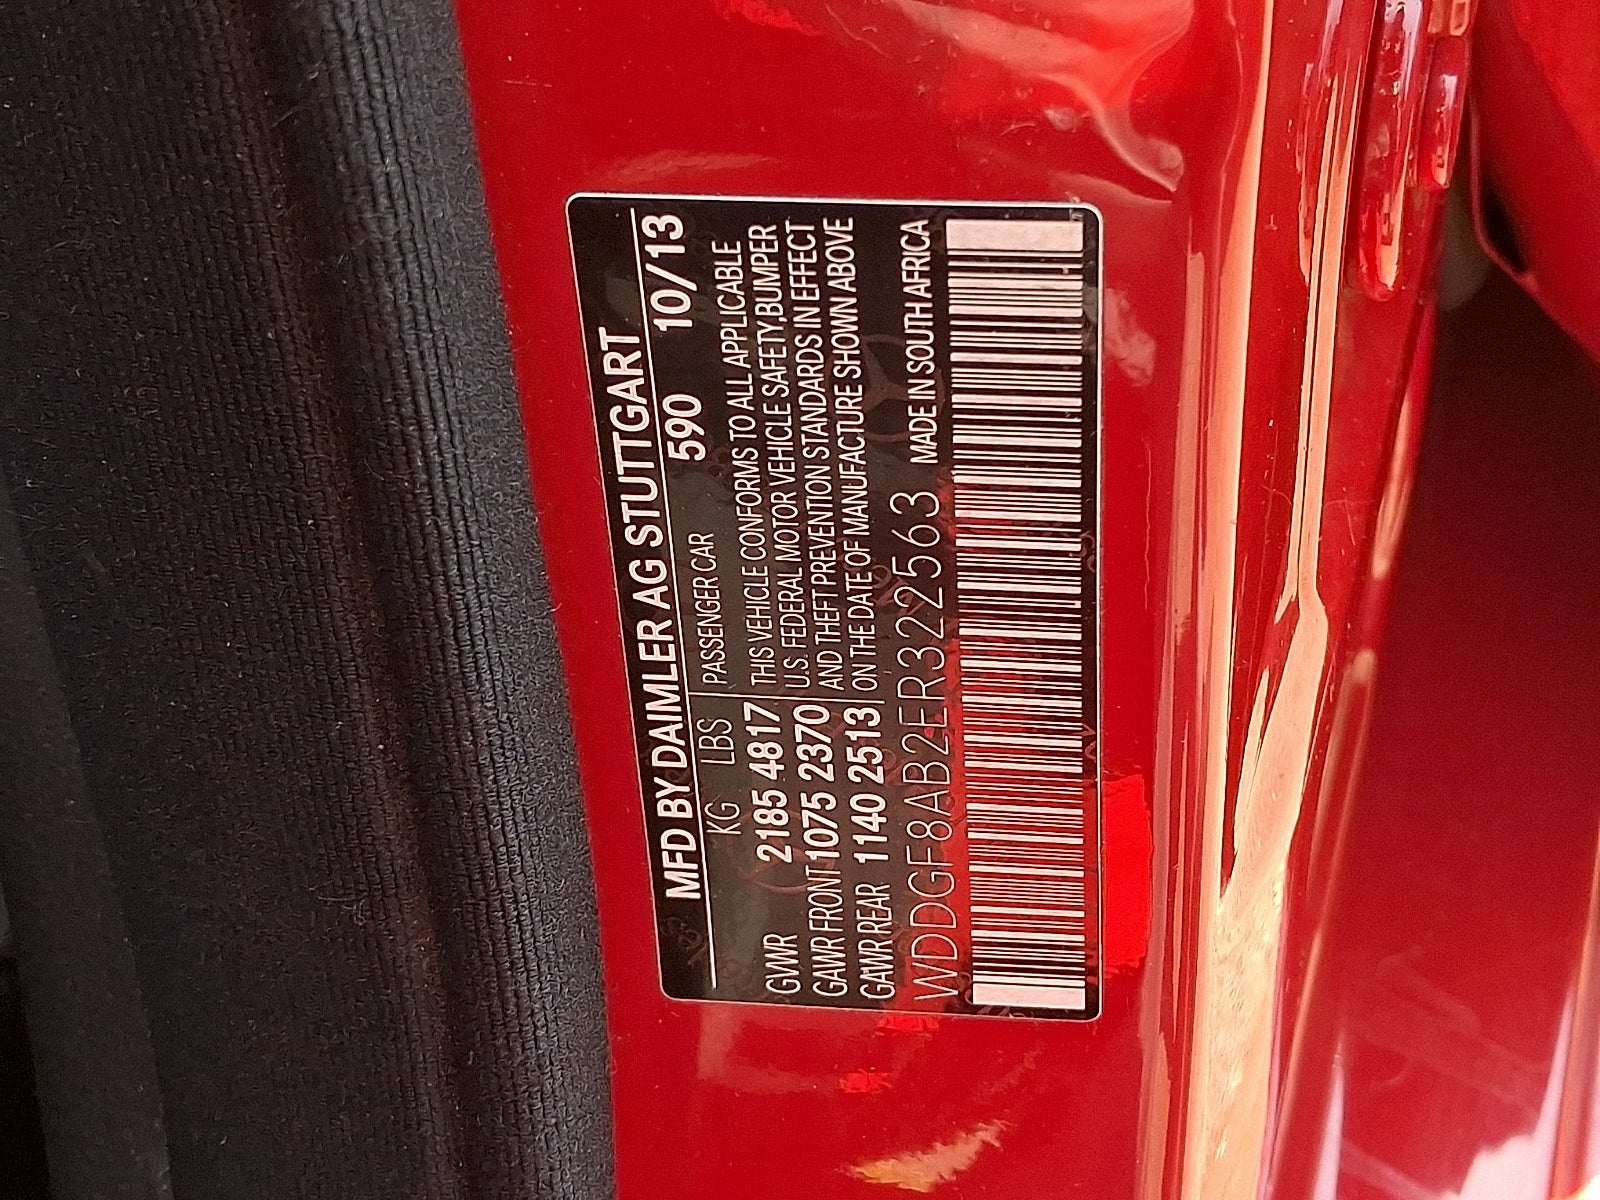 MFD BY DAIMLER AG STUTTGART
590 10/13
KG LBS PASSENGER CAR
GVWR 2185 4817 THIS VEHICLE CONFORMS TO ALL APPLICABLE
GAWR FRONT 1075 2370 U.S. FEDERAL MOTOR VEHICLE SAFETY,BUMPER
GAWR REAR 1140 2513 AND THEFT PREVENTION STANDARDS IN EFFECT
ON THE DATE OF MANUFACTURE SHOWN ABOVE
WDDGF8AB2ER322563 MADE IN SOUTH AFRICA